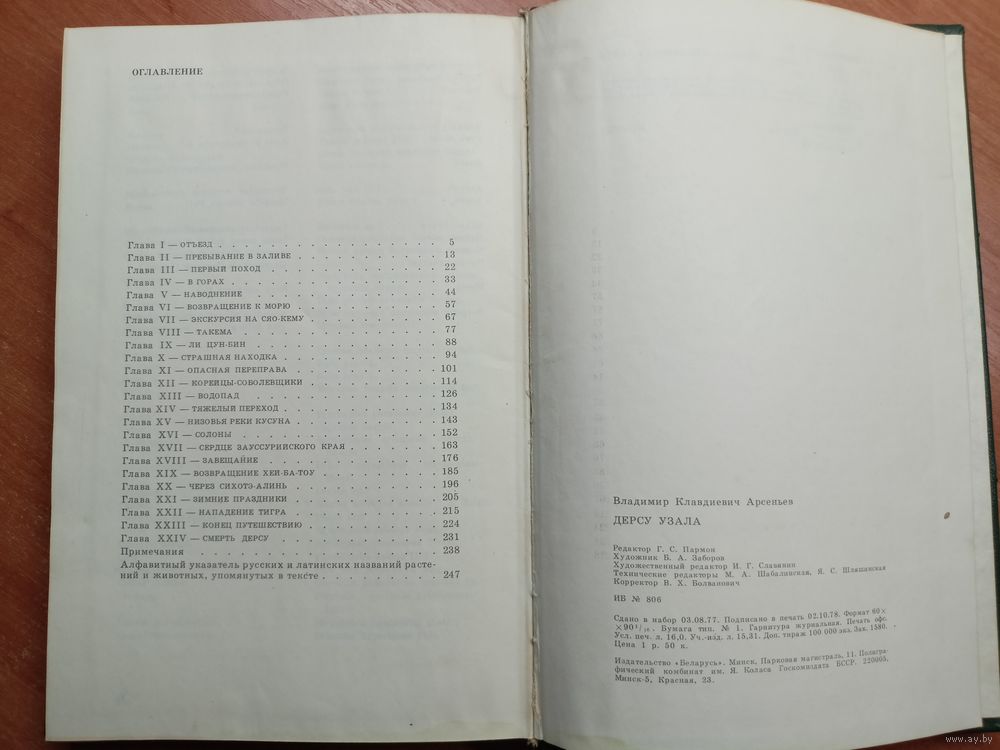 ОГЛАВЛЕНИЕ
Глава I — ОТЪЕЗД . . . . . . . . . . . . . . . . . 5
Глава II — ПРЕБЫВАНИЕ В ЗАЛИВЕ . . . . . . . . . . . 13
Глава III — ПЕРВЫЙ ПОХОД . . . . . . . . . . . . . . 22
Глава IV — В ГОРАХ . . . . . . . . . . . . . . . . 33
Глава V — НАВОДНЕНИЕ . . . . . . . . . . . . . . . 44
Глава VI — ВОЗВРАЩЕНИЕ К МОРЮ . . . . . . . . . . . 57
Глава VII — ЭКСКУРСИЯ НА СЯО-КЕМУ . . . . . . . . . . 67
Глава VIII — ТАКЕМА . . . . . . . . . . . . . . . . 77
Глава IX — ЛИ ЦУН-БИН . . . . . . . . . . . . . . . 88
Глава X — СТРАШНАЯ НАХОДКА . . . . . . . . . . . . . 94
Глава XI — ОПАСНАЯ ПЕРЕПРАВА . . . . . . . . . . . . 101
Глава XII — КОРЕЙЦЫ-СОБОЛЕВЩИКИ . . . . . . . . . . 114
Глава XIII — ВОДОПАД . . . . . . . . . . . . . . . 126
Глава XIV — ТЯЖЕЛЫЙ ПЕРЕХОД . . . . . . . . . . . . 134
Глава XV — НИЗОВЬЯ РЕКИ КУСУНА . . . . . . . . . . . 143
Глава XVI — СОЛОНЫ . . . . . . . . . . . . . . . . 152
Глава XVII — СЕРДЦЕ ЗАУССУРИЙСКОГО КРАЯ . . . . . . . 163
Глава XVIII — ЗАВЕЩАНИЕ . . . . . . . . . . . . . . 176
Глава XIX — ВОЗВРАЩЕНИЕ ХЕЙ-БА-ТОУ . . . . . . . . . 185
Глава XX — ЧЕРЕЗ СИХОТЭ-АЛИНЬ . . . . . . . . . . . 196
Глава XXI — ЗИМНИЕ ПРАЗДНИКИ . . . . . . . . . . . . 205
Глава XXII — НАПАДЕНИЕ ТИГРА . . . . . . . . . . . . 215
Глава XXIII — КОНЕЦ ПУТЕШЕСТВИЮ . . . . . . . . . . 224
Глава XXIV — СМЕРТЬ ДЕРСУ . . . . . . . . . . . . . 231
Примечания . . . . . . . . . . . . . . . . . . . 238
Алфавитный указатель русских и латинских названий расте-
ний и животных, упомянутых в тексте . . . . . . . . . 247
Владимир Клавдиевич Арсеньев
ДЕРСУ УЗАЛА
Редактор Г. С. Пармон
Художник Б. А. Заборов
Художественный редактор И. Г. Славянин
Технические редакторы М. А. Шабалинская, Я. С. Шляшинская
Корректор В. Х. Болванович
ИБ № 806
Сдано в набор 03.08.77. Подписано в печать 02.10.78. Формат 60×
×90¹/₁₆. Бумага тип. № 1. Гарнитура журнальная. Печать офс.
Усл. печ. л. 16,0. Уч.-изд. л. 15,31. Доп. тираж 100 000 экз. Зак. 1580.
Цена 1 р. 50 к.
Издательство «Беларусь». Минск, Парковая магистраль, 11. Полигра-
фический комбинат им. Я. Коласа Госкомиздата БССР. 220005,
Минск-5, Красная, 23.
www.ay.by